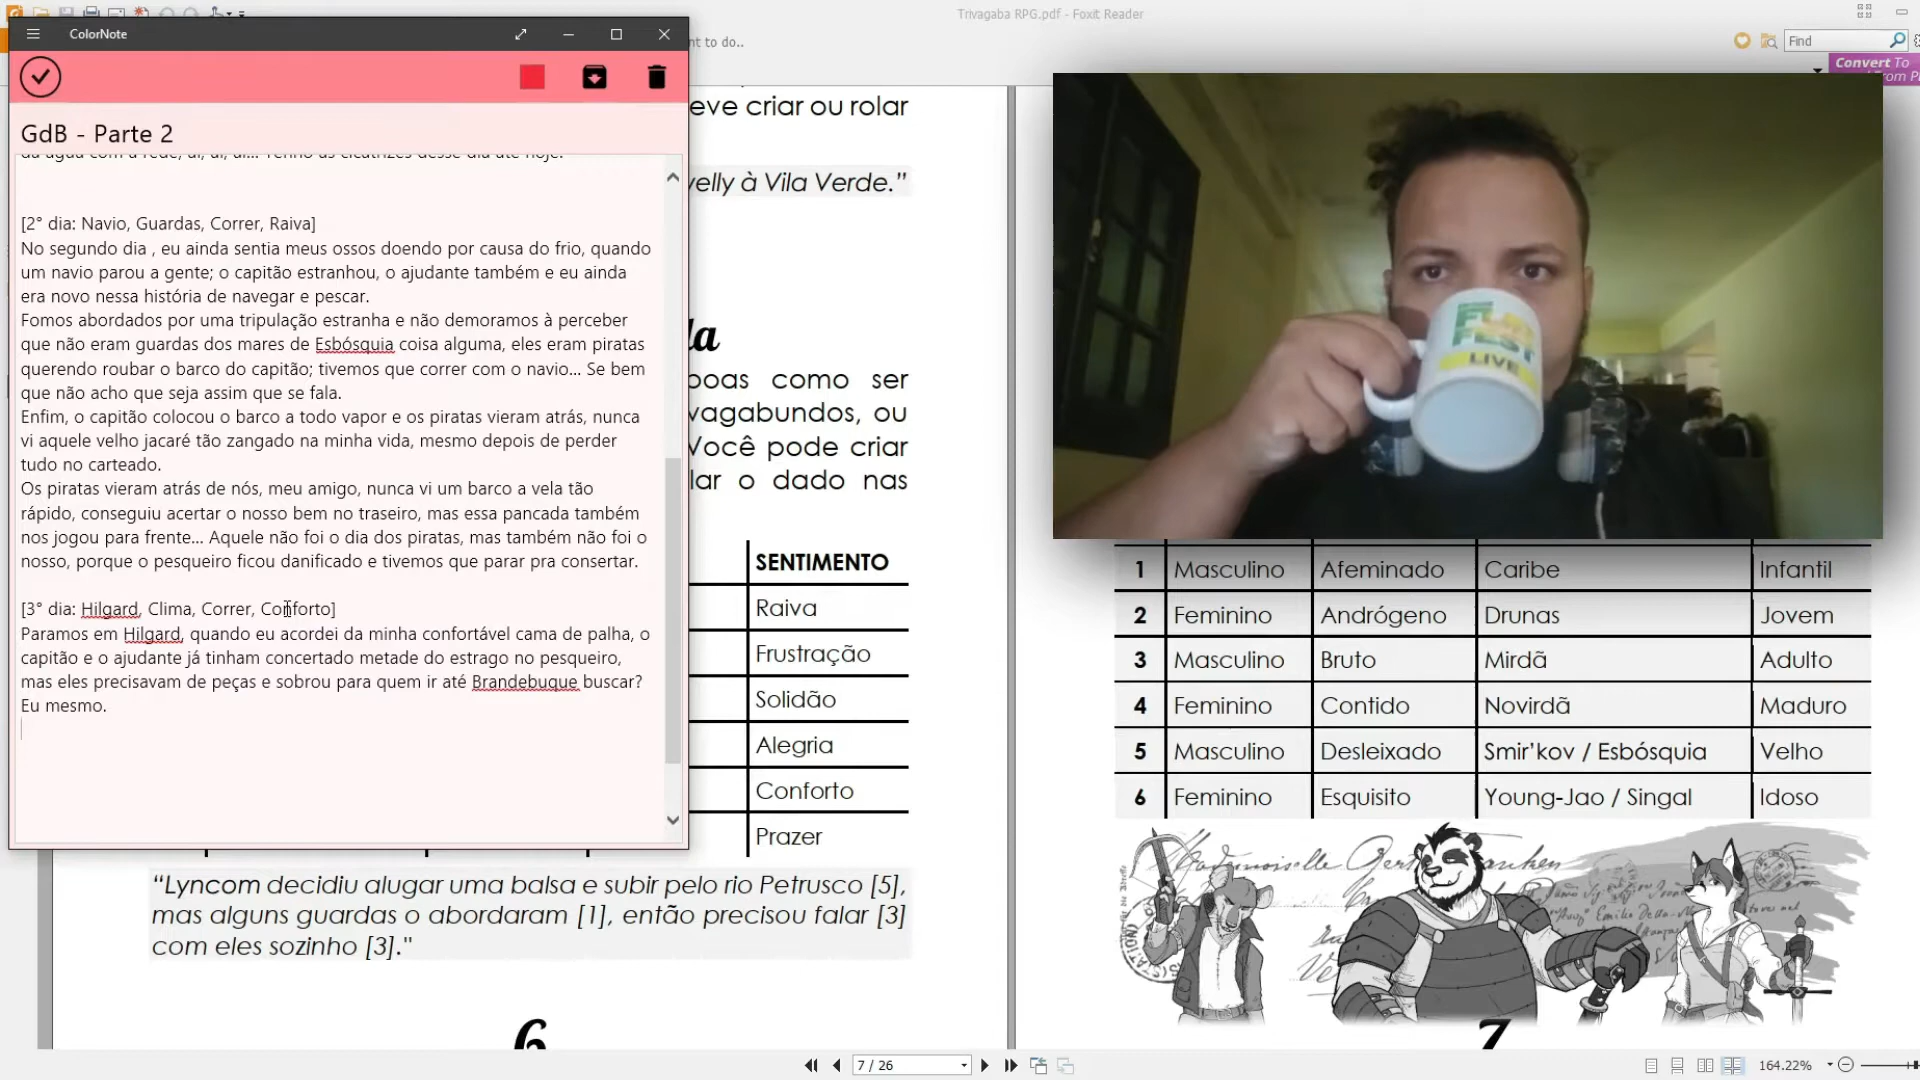 Trivagaba RPG.pdf - Foxit Reader
ColorNote
nt to do..
Find
Convert To
From P
GdB - Parte 2
[2° dia: Navio, Guardas, Correr, Raiva]
No segundo dia , eu ainda sentia meus ossos doendo por causa do frio, quando
um navio parou a gente; o capitão estranhou, o ajudante também e eu ainda
era novo nessa história de navegar e pescar.
Fomos abordados por uma tripulação estranha e não demoramos à perceber
que não eram guardas dos mares de Esbósquia coisa alguma, eles eram piratas
querendo roubar o barco do capitão; tivemos que correr com o navio... Se bem
que não acho que seja assim que se fala.
Enfim, o capitão colocou o barco a todo vapor e os piratas vieram atrás, nunca
vi aquele velho jacaré tão zangado na minha vida, mesmo depois de perder
tudo no carteado.
Os piratas vieram atrás de nós, meu amigo, nunca vi um barco a vela tão
rápido, conseguiu acertar o nosso bem no traseiro, mas essa pancada também
nos jogou para frente... Aquele não foi o dia dos piratas, mas também não foi o
nosso, porque o pesqueiro ficou danificado e tivemos que parar pra consertar.
[3° dia: Hilgard, Clima, Correr, Conforto]
Paramos em Hilgard, quando eu acordei da minha confortável cama de palha, o
capitão e o ajudante já tinham concertado metade do estrago no pesqueiro,
mas eles precisavam de peças e sobrou para quem ir até Brandebuque buscar?
Eu mesmo.
eve criar ou rolar
velly à Vila Verde.”
da
boas como ser
vagabundos, ou
Você pode criar
lar o dado nas
SENTIMENTO
Raiva
Frustração
Solidão
Alegria
Conforto
Prazer
“Lyncom decidiu alugar uma balsa e subir pelo rio Petrusco [5],
mas alguns guardas o abordaram [1], então precisou falar [3]
com eles sozinho [3]."
6
FEST
LIVE
1 Masculino Afeminado Caribe Infantil
2 Feminino Andrógeno Drunas Jovem
3 Masculino Bruto Mirdã Adulto
4 Feminino Contido Novirdã Maduro
5 Masculino Desleixado Smir’kov / Esbósquia Velho
6 Feminino Esquisito Young-Jao / Singal Idoso
7
7 / 26
164.22%